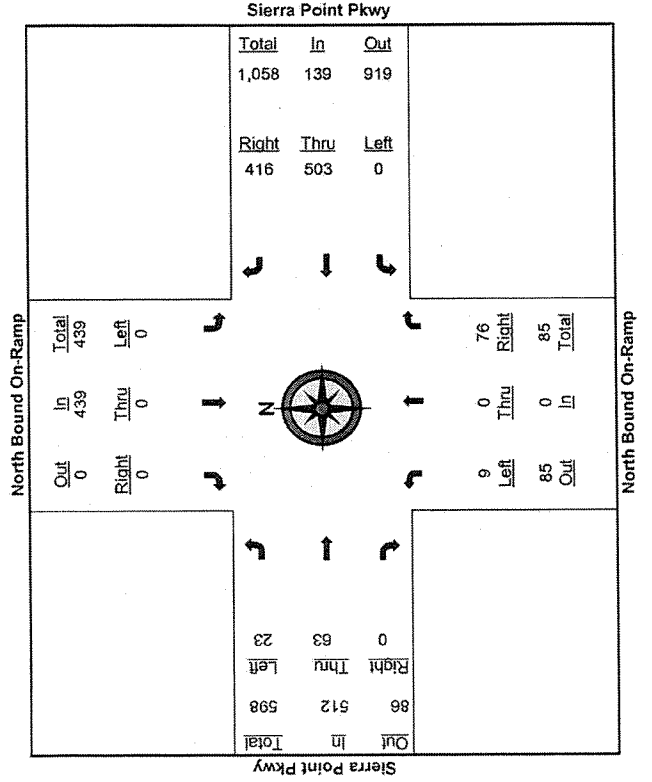 Sierra Point Pkwy
Total In Out
1,058 139 919
Right Thru Left
416 503 0
North Bound On-Ramp
Total In Out
439 439 0
Left Thru Right
0 0 0
N
76 0 9
Right Thru Left
85 0 85
Total In Out
North Bound On-Ramp
Sierra Point Pkwy
Out In Total
86 512 598
Right Thru Left
0 63 23